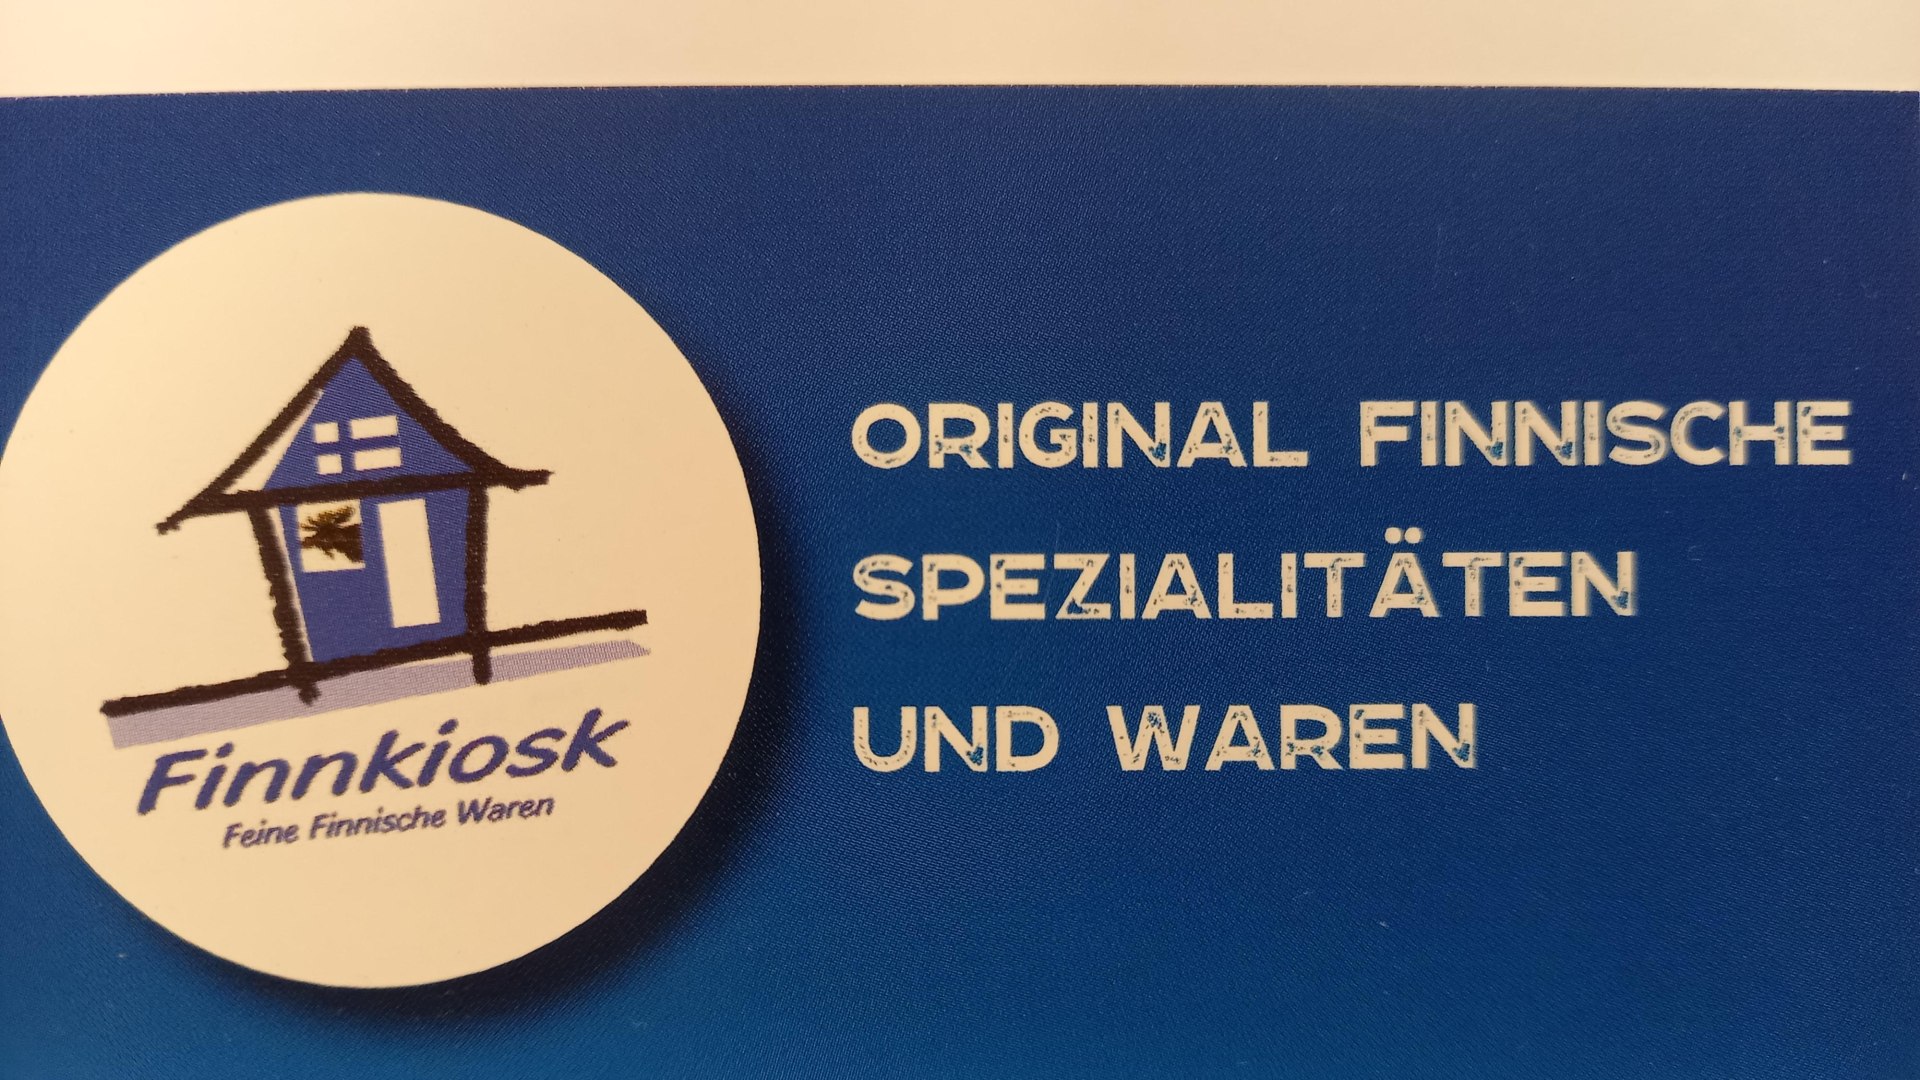 Finnkiosk
Feine Finnische Waren
ORIGINAL FINNISCHE
SPEZIALITÄTEN
UND WAREN